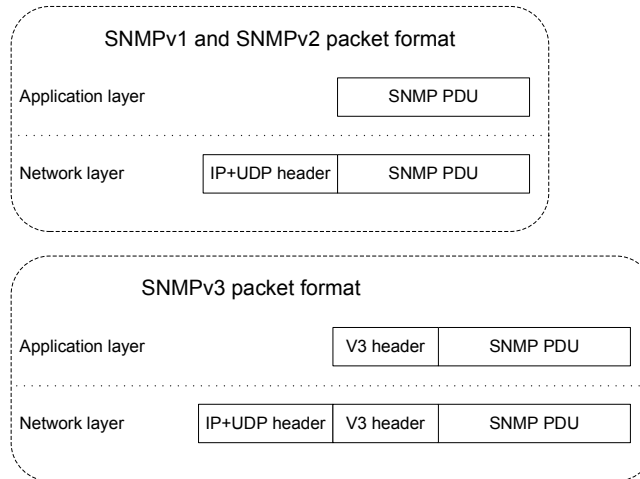 SNMPv1 and SNMPv2 packet format
Application layer
SNMP PDU
Network layer
IP+UDP header
SNMP PDU
SNMPv3 packet format
Application layer
V3 header
SNMP PDU
Network layer
IP+UDP header
V3 header
SNMP PDU